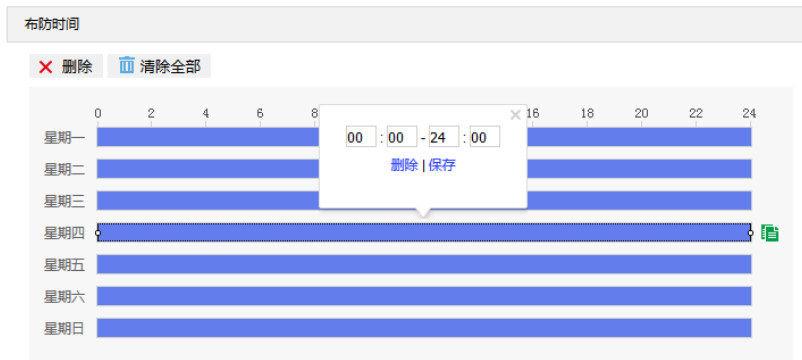 布防时间
删除 清除全部
0 2 4 6 8 16 18 20 22 24
00 : 00 - 24 : 00
删除 | 保存
星期一
星期二
星期三
星期四
星期五
星期六
星期日